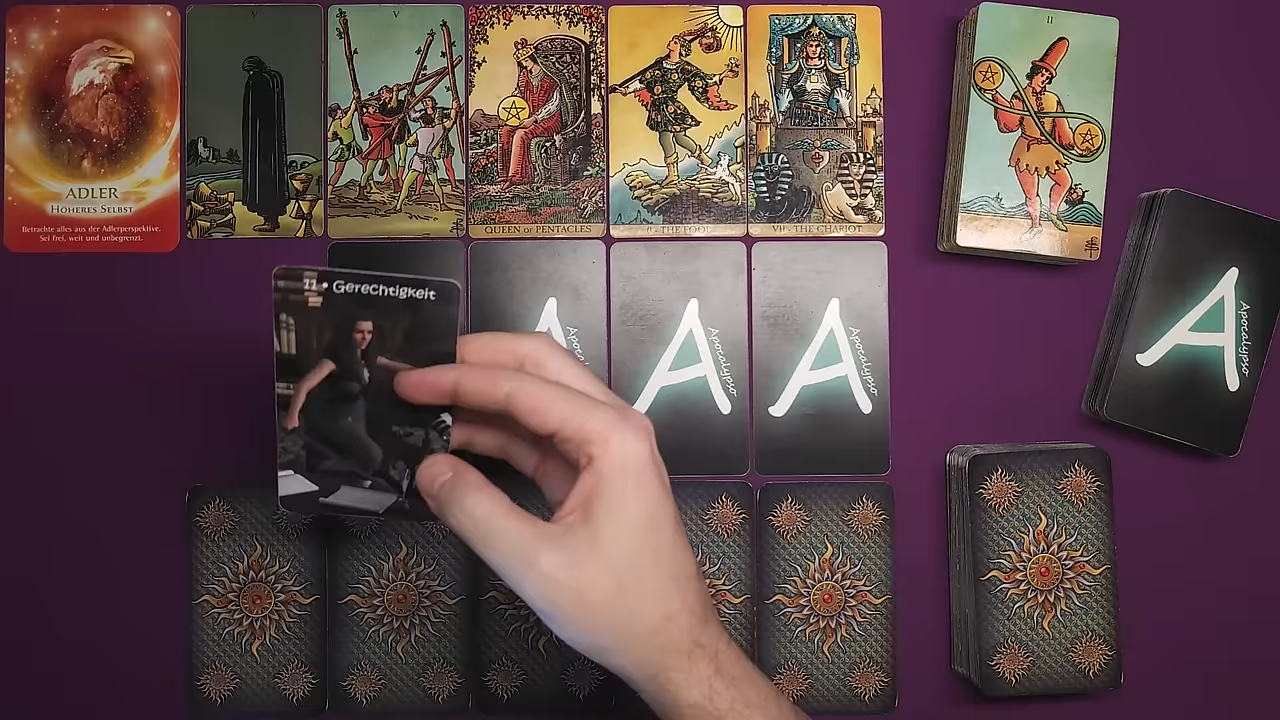 ADLER
HÖHERES SELBST
Betrachte alles aus der Adlerperspektive.
Sei frei, weit und unbegrenzt.
V
V
QUEEN of PENTACLES
0 - THE FOOL
VII - THE CHARIOT
II
11 • Gerechtigkeit
A
A Apocalypso
A Apocalypso
A Apocalypso